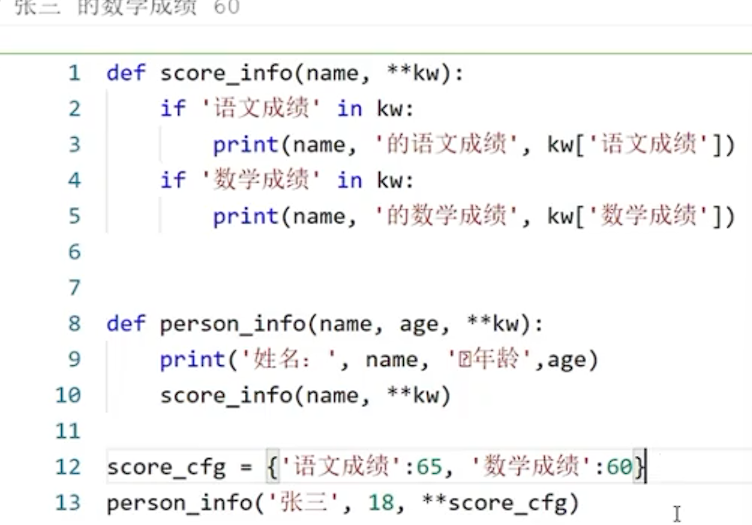 张三 的数学成绩 60
1 def score_info(name, **kw):
2 if '语文成绩' in kw:
3 print(name, '的语文成绩', kw['语文成绩'])
4 if '数学成绩' in kw:
5 print(name, '的数学成绩', kw['数学成绩'])
6
7
8 def person_info(name, age, **kw):
9 print('姓名：', name, '年龄',age)
10 score_info(name, **kw)
11
12 score_cfg = {'语文成绩':65, '数学成绩':60}
13 person_info('张三', 18, **score_cfg)